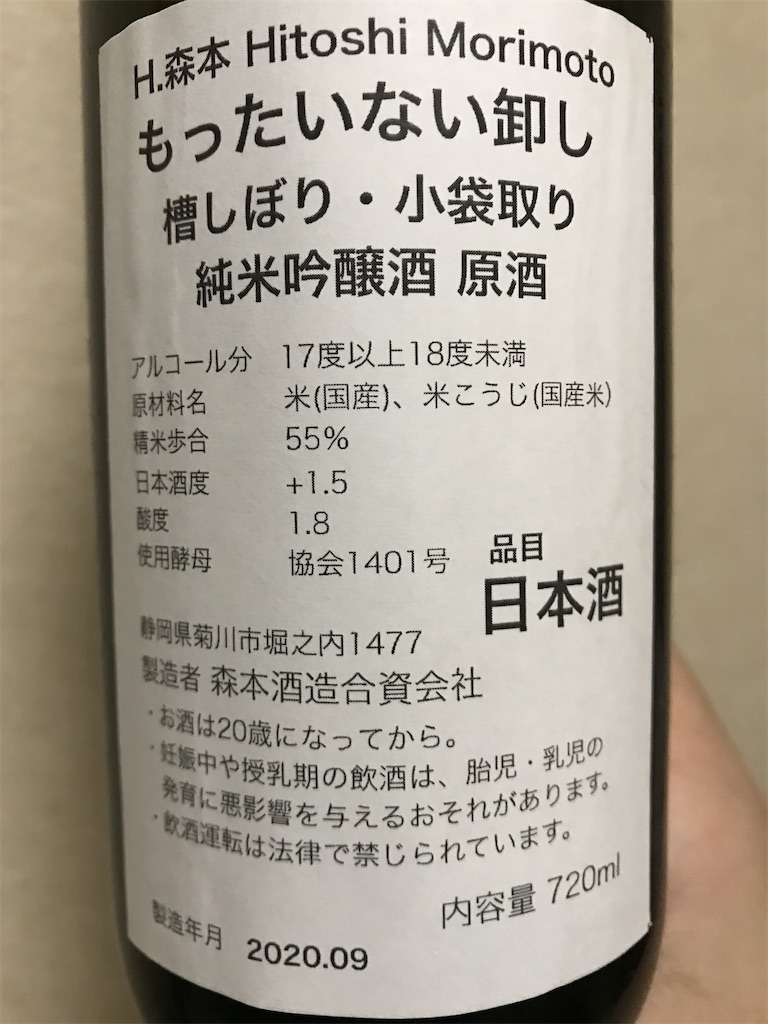 H.森本 Hitoshi Morimoto
もったいない卸し
槽しぼり・小袋取り
純米吟醸酒 原酒
アルコール分 17度以上18度未満
原材料名 米(国産)、米こうじ(国産米)
精米歩合 55%
日本酒度 +1.5
酸度 1.8
使用酵母 協会1401号
品目
日本酒
静岡県菊川市堀之内1477
製造者 森本酒造合資会社
・お酒は20歳になってから。
・妊娠中や授乳期の飲酒は、胎児・乳児の
発育に悪影響を与えるおそれがあります。
・飲酒運転は法律で禁じられています。
内容量 720ml
製造年月 2020.09